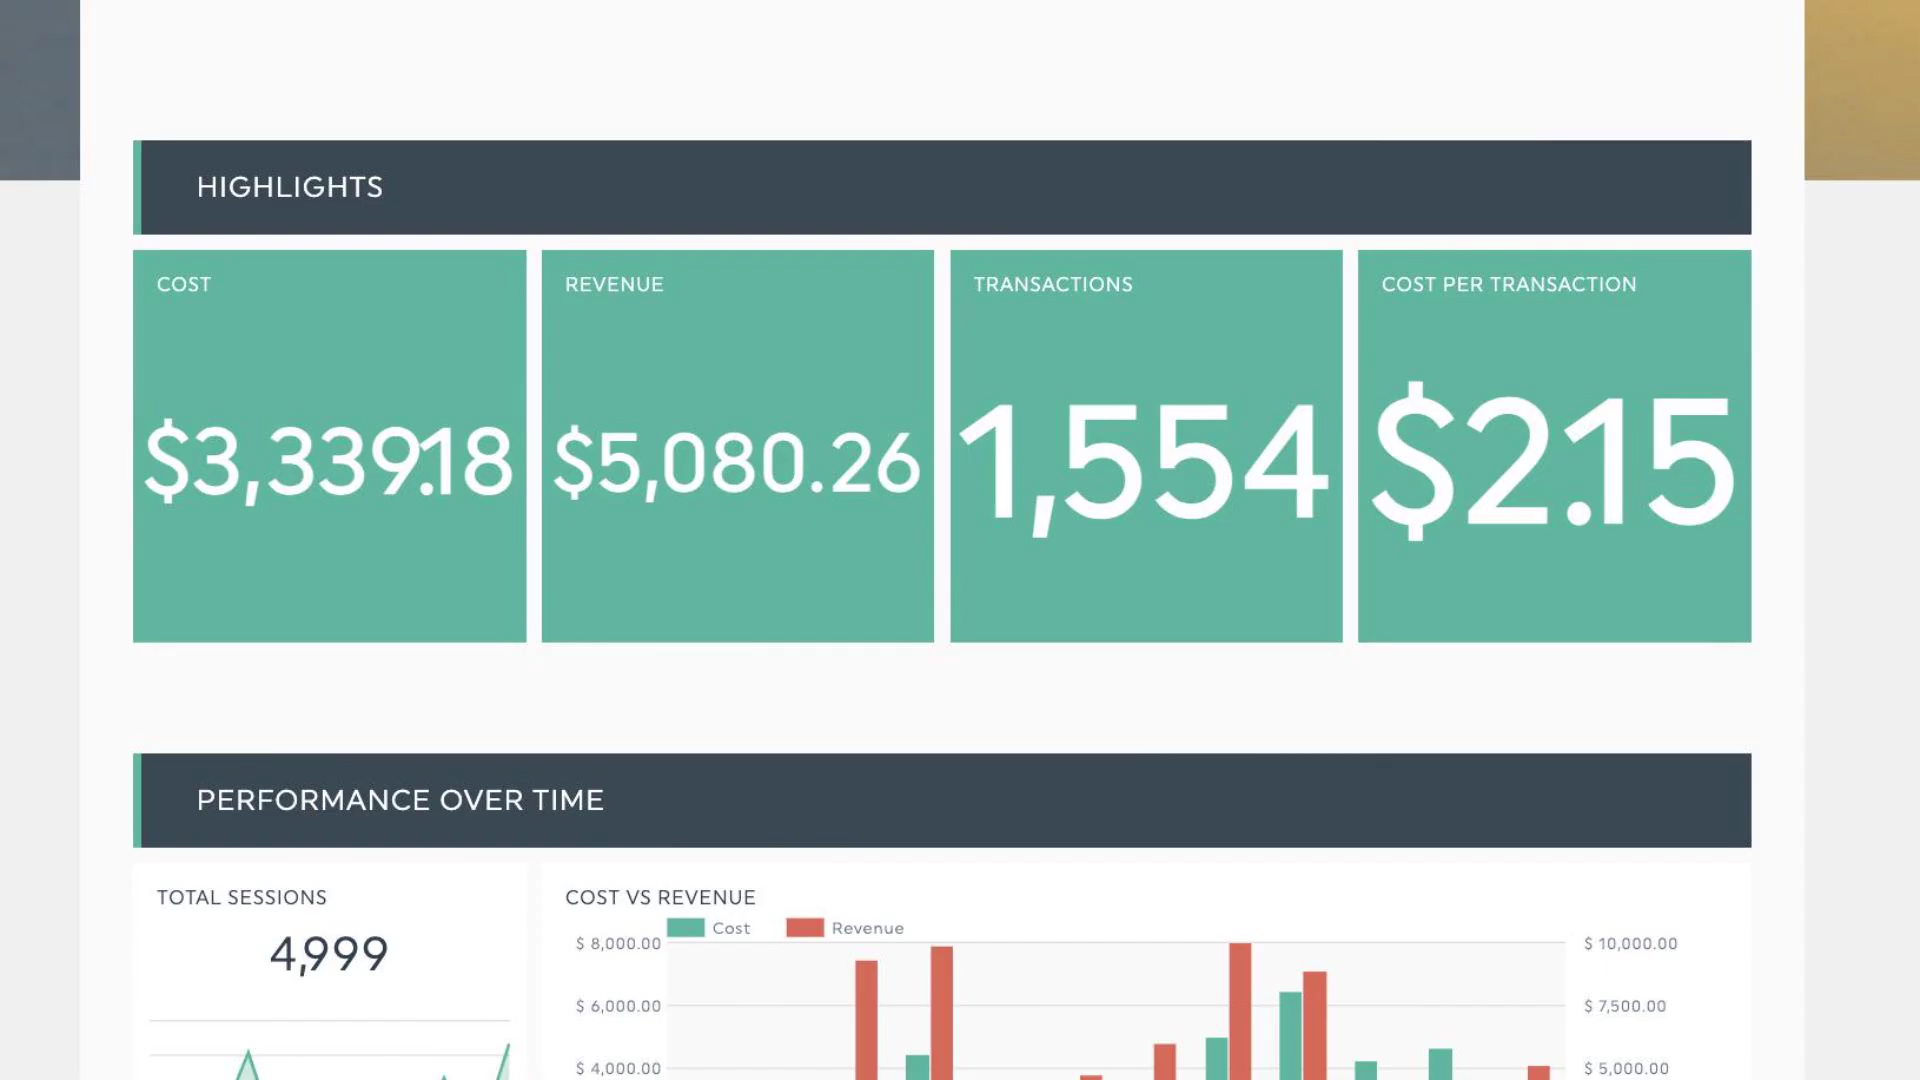 HIGHLIGHTS
COST
REVENUE
TRANSACTIONS
COST PER TRANSACTION
$3,339.18
$5,080.26
1,554
$2.15
PERFORMANCE OVER TIME
TOTAL SESSIONS
4,999
COST VS REVENUE
Cost
Revenue
$ 8,000.00
$ 10,000.00
$ 6,000.00
$ 7,500.00
$ 4,000.00
$ 5,000.00